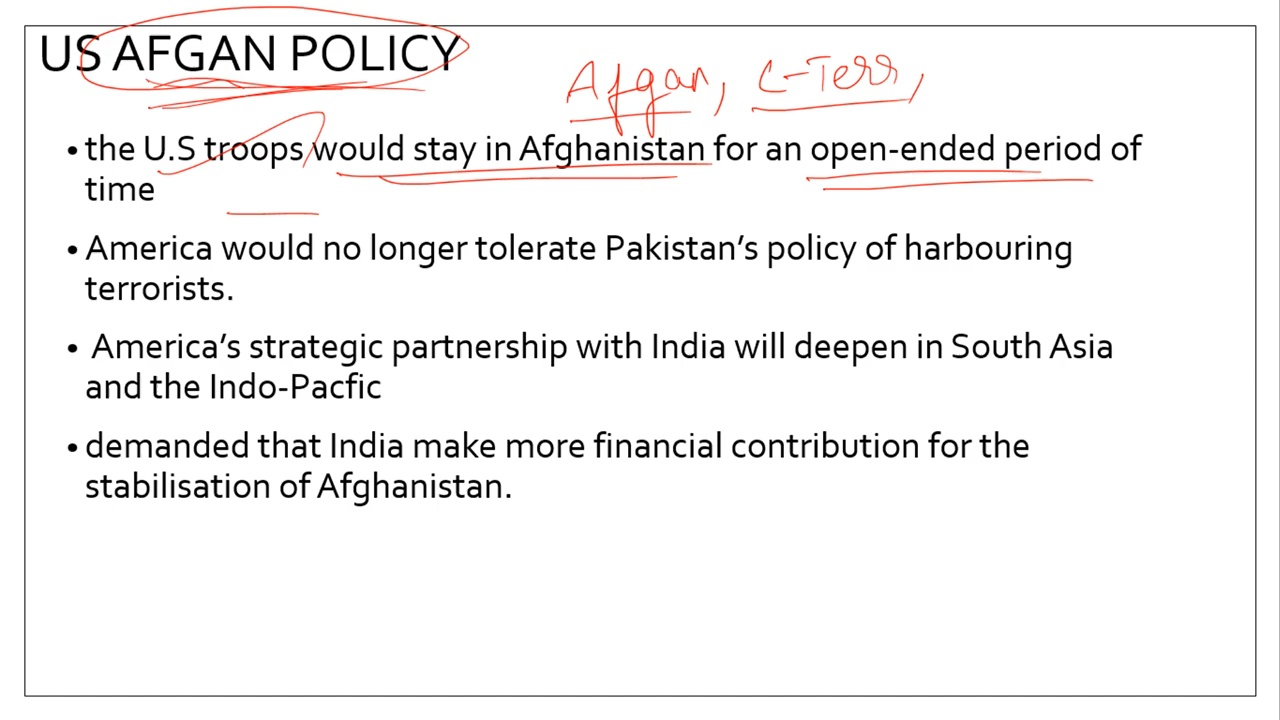 US AFGAN POLICY
Afgan, C-Terr,
• the U.S troops would stay in Afghanistan for an open-ended period of
time
• America would no longer tolerate Pakistan’s policy of harbouring
terrorists.
• America’s strategic partnership with India will deepen in South Asia
and the Indo-Pacfic
• demanded that India make more financial contribution for the
stabilisation of Afghanistan.